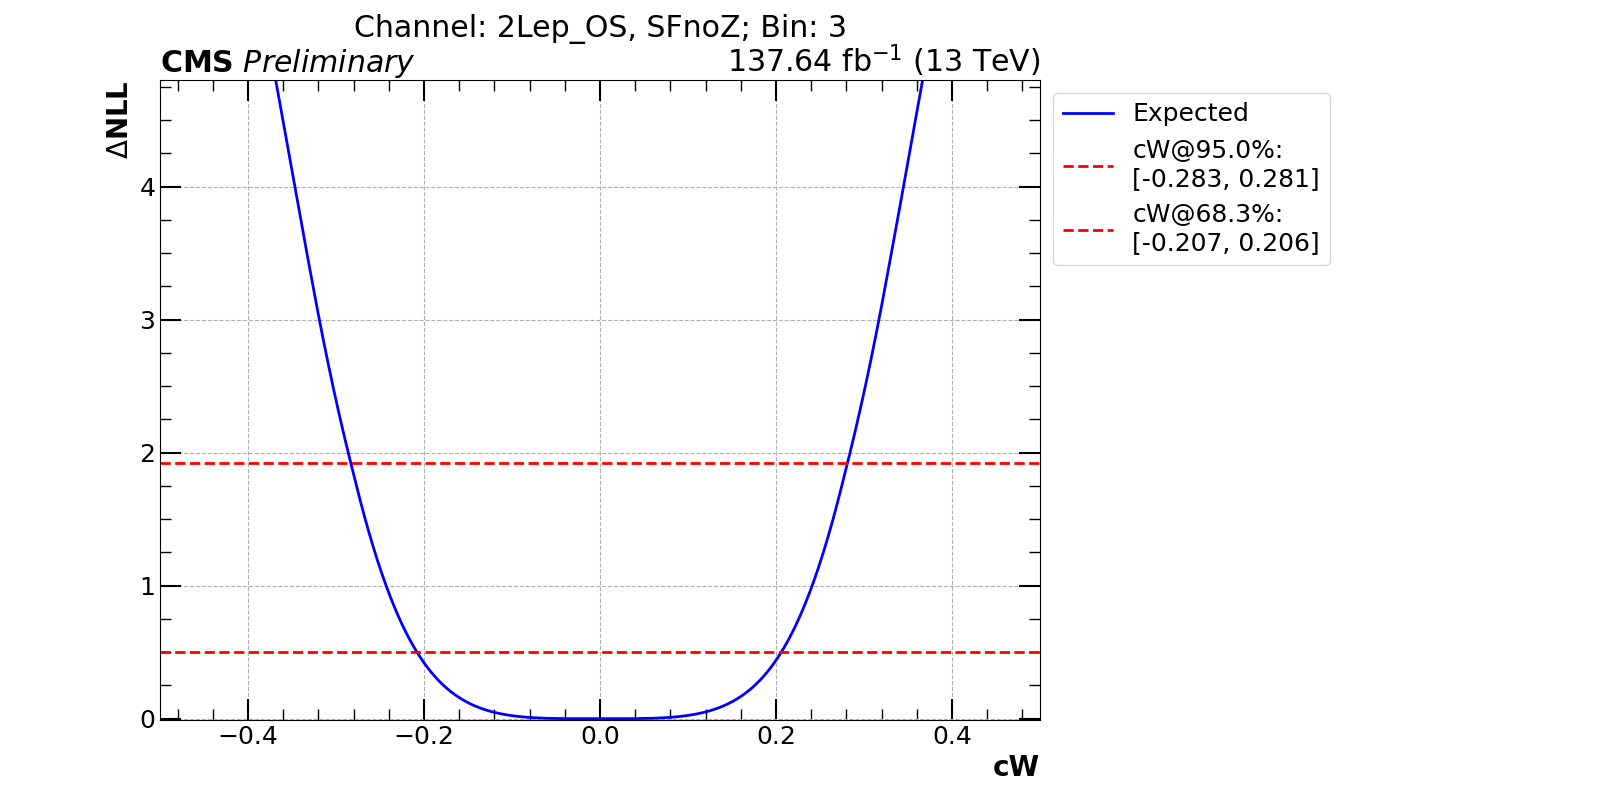 Channel: 2Lep_OS, SFnoZ; Bin: 3
CMS Preliminary 137.64 fb⁻¹ (13 TeV)
ΔNLL
4
3
2
1
0
−0.4 −0.2 0.0 0.2 0.4
cW
Expected
cW@95.0%:
[-0.283, 0.281]
cW@68.3%:
[-0.207, 0.206]